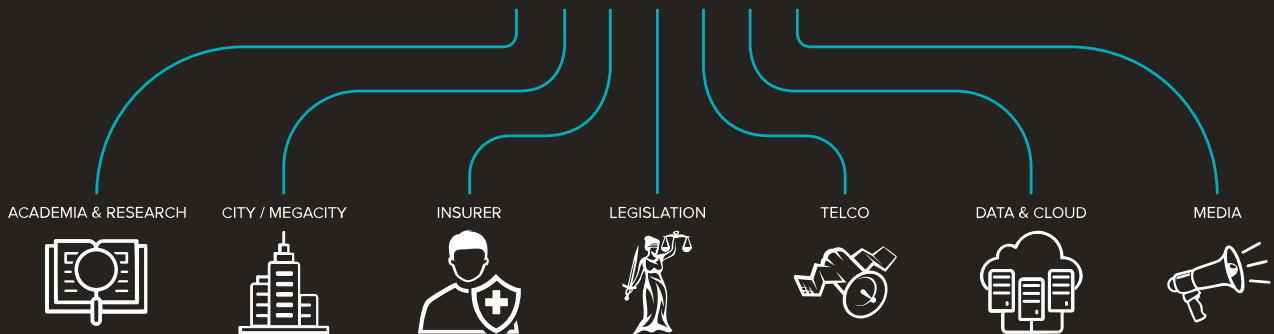 ACADEMIA & RESEARCH
CITY / MEGACITY
INSURER
LEGISLATION
TELCO
DATA & CLOUD
MEDIA